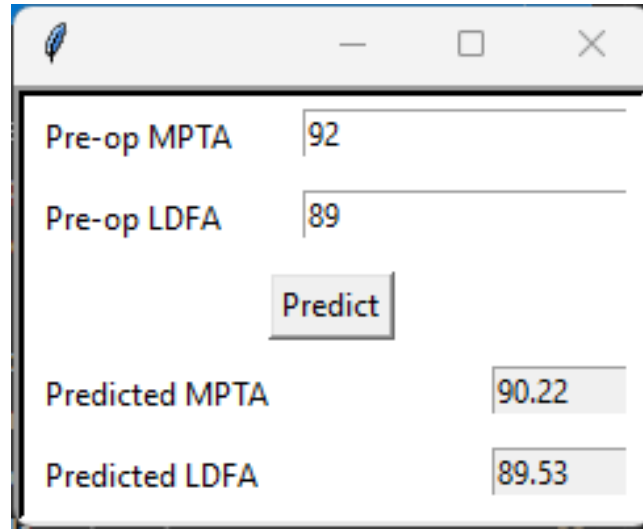 Pre-op MPTA 92
Pre-op LDFA 89
Predict
Predicted MPTA 90.22
Predicted LDFA 89.53